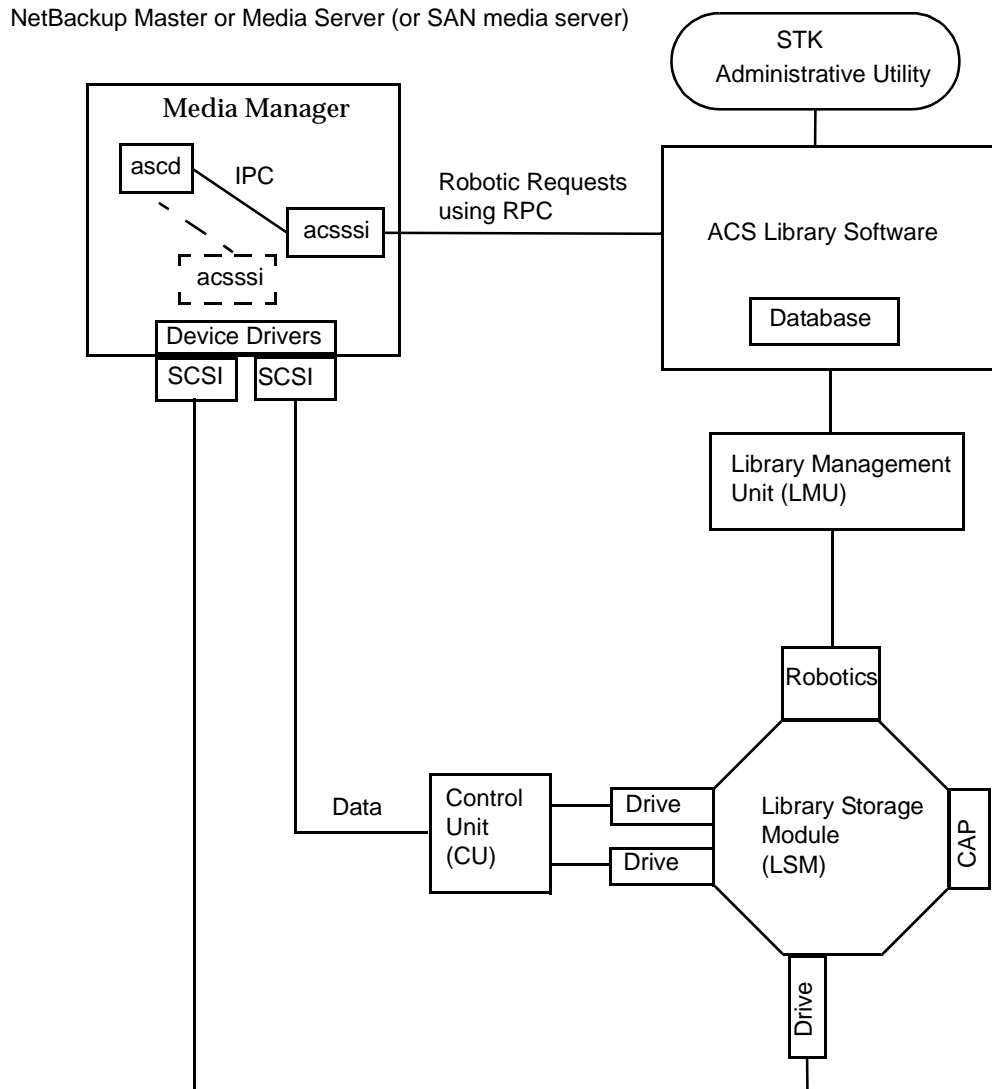 NetBackup Master or Media Server (or SAN media server)
STK
Administrative Utility
Media Manager
ascd
IPC
acsssi
acsssi
Robotic Requests
using RPC
ACS Library Software
Database
Device Drivers
SCSI
SCSI
Library Management
Unit (LMU)
Robotics
Data
Control
Unit
(CU)
Drive
Drive
Library Storage
Module
(LSM)
CAP
Drive